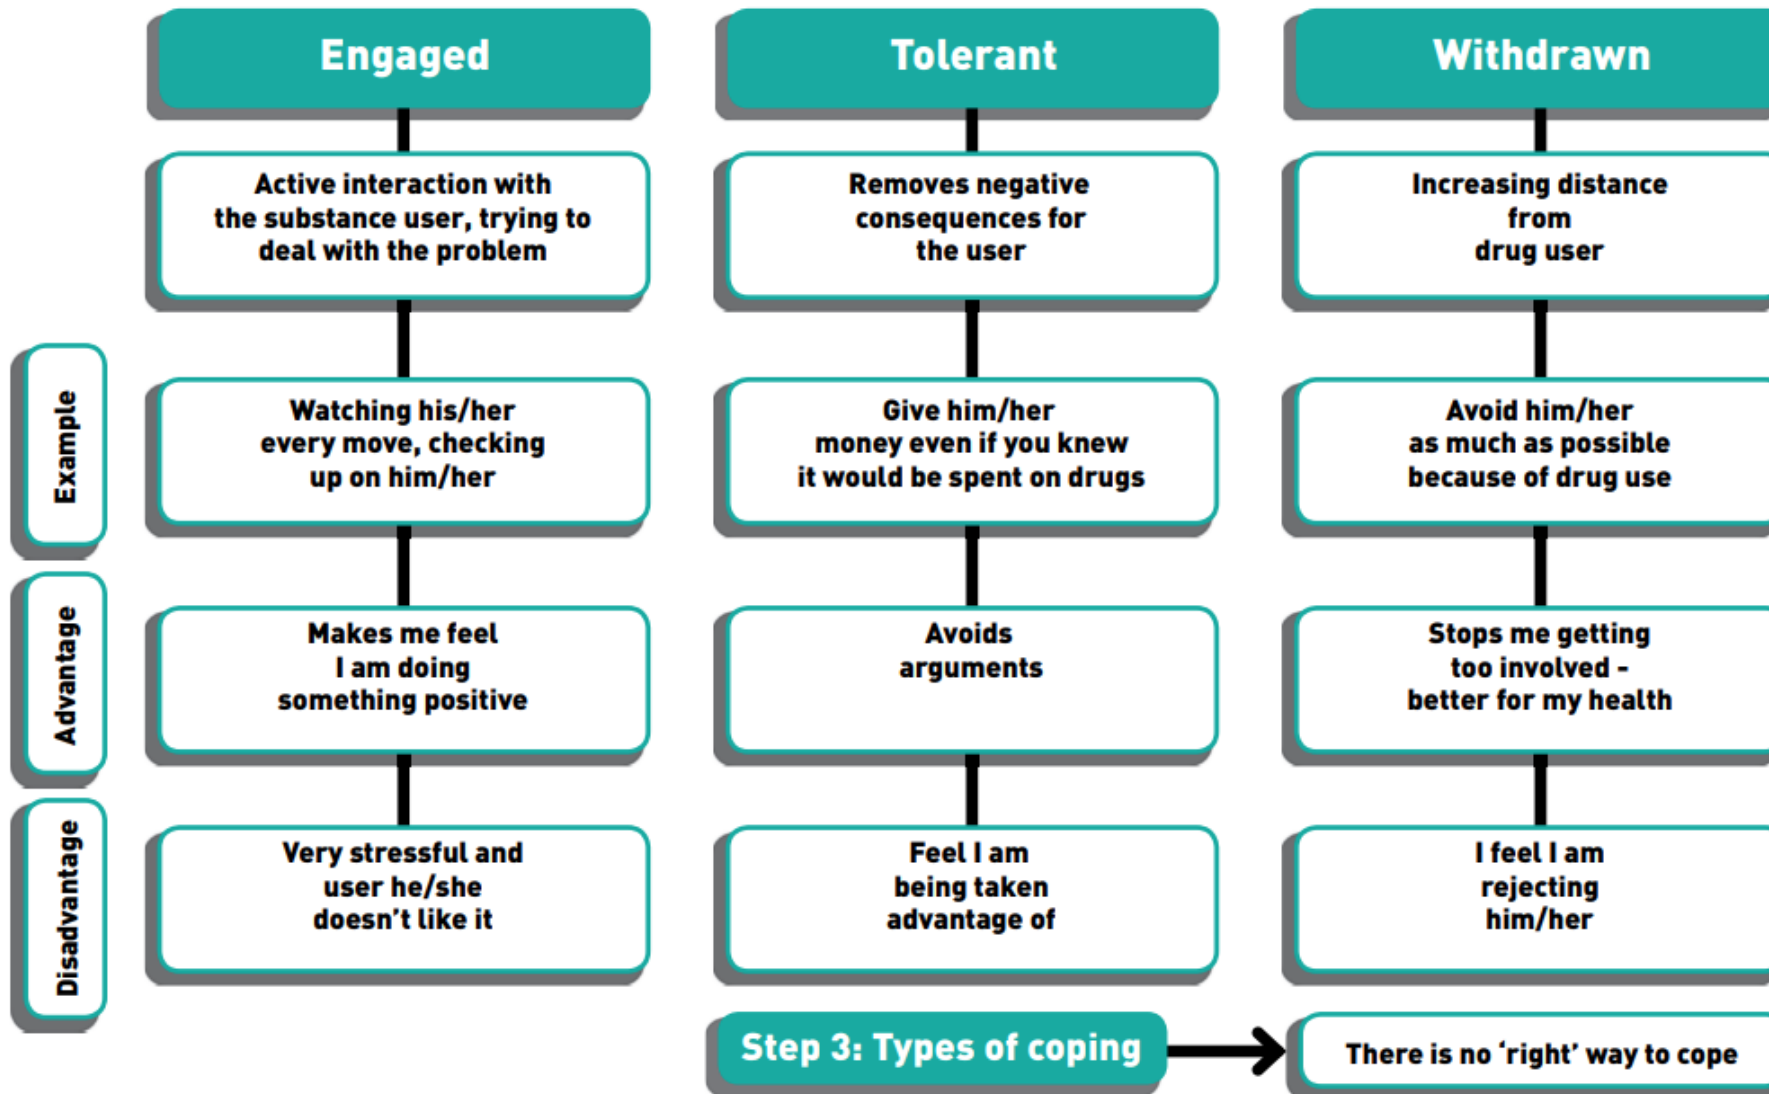 Engaged
Tolerant
Withdrawn
Active interaction with
the substance user, trying to
deal with the problem
Removes negative
consequences for
the user
Increasing distance
from
drug user
Example
Watching his/her
every move, checking
up on him/her
Give him/her
money even if you knew
it would be spent on drugs
Avoid him/her
as much as possible
because of drug use
Advantage
Makes me feel
I am doing
something positive
Avoids
arguments
Stops me getting
too involved -
better for my health
Disadvantage
Very stressful and
user he/she
doesn't like it
Feel I am
being taken
advantage of
I feel I am
rejecting
him/her
Step 3: Types of coping
There is no ‘right’ way to cope